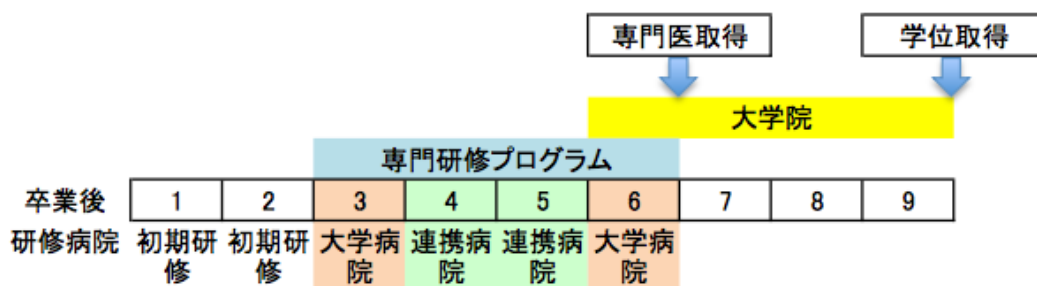 専門医取得 学位取得
大学院
専門研修プログラム
卒業後 1 2 3 4 5 6 7 8 9
研修病院 初期研修 初期研修 大学病院 連携病院 連携病院 大学病院